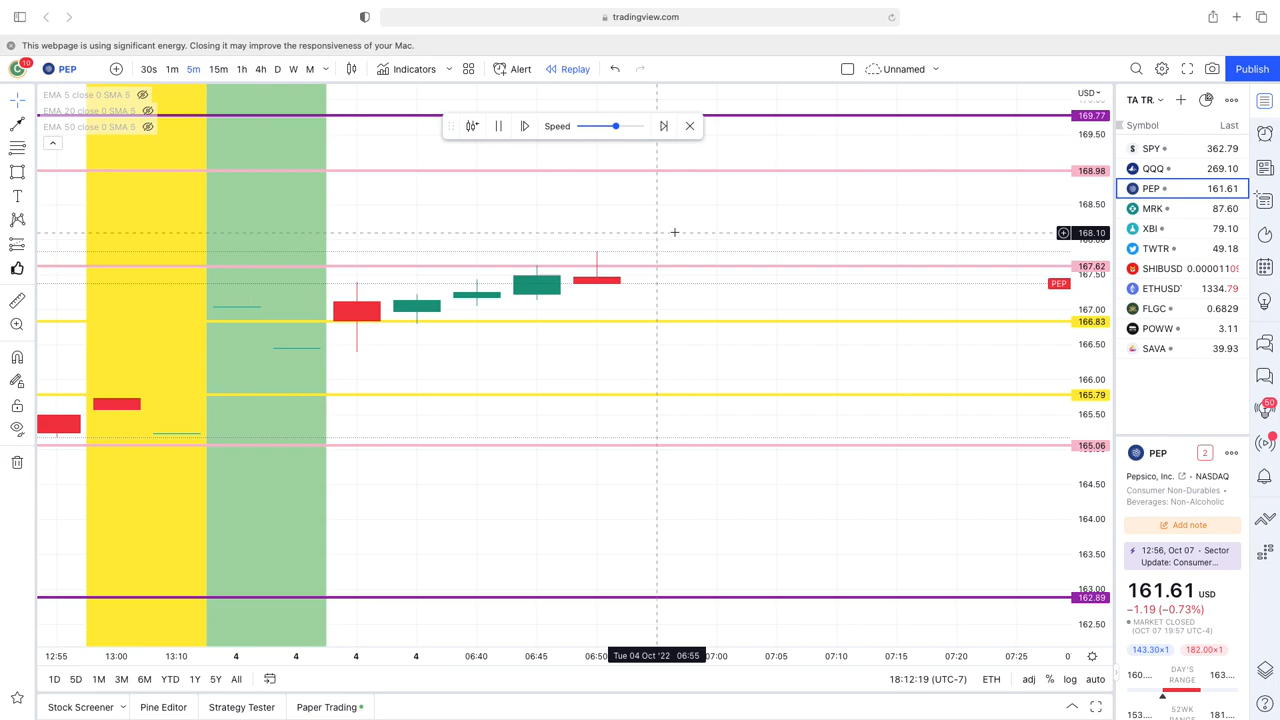 tradingview.com
This webpage is using significant energy. Closing it may improve the responsiveness of your Mac.
10 PEP 30s 1m 5m 15m 1h 4h D W M Indicators Alert Replay Unnamed Publish
EMA 5 close 0 SMA 5
EMA 20 close 0 SMA 5
EMA 50 close 0 SMA 5
Speed
USD
169.77
169.50
168.98
168.50
168.10
167.62
167.50
PEP
167.00
166.83
166.50
166.00
165.79
165.50
165.06
164.50
164.00
163.50
163.00
162.89
162.50
12:55 13:00 13:10 4 4 4 4 06:40 06:45 06:50 Tue 04 Oct '22 06:55 07:00 07:05 07:10 07:15 07:20 07:25 0
1D 5D 1M 3M 6M YTD 1Y 5Y All 18:12:19 (UTC-7) ETH adj % log auto
Stock Screener Pine Editor Strategy Tester Paper Trading
TA TR.
Symbol Last
SPY 362.79
QQQ 269.10
PEP 161.61
MRK 87.60
XBI 79.10
TWTR 49.18
SHIBUSD 0.00001109
ETHUSD 1334.79
FLGC 0.6829
POWW 3.11
SAVA 39.93
50
PEP 2
Pepsico, Inc. • NASDAQ
Consumer Non-Durables •
Beverages: Non-Alcoholic
Add note
12:56, Oct 07 • Sector
Update: Consumer...
161.61 USD
−1.19 (−0.73%)
MARKET CLOSED
(OCT 07 19:57 UTC-4)
143.30×1 182.00×1
160.... DAY'S RANGE 163....
153.... 52WK RANGE 181....